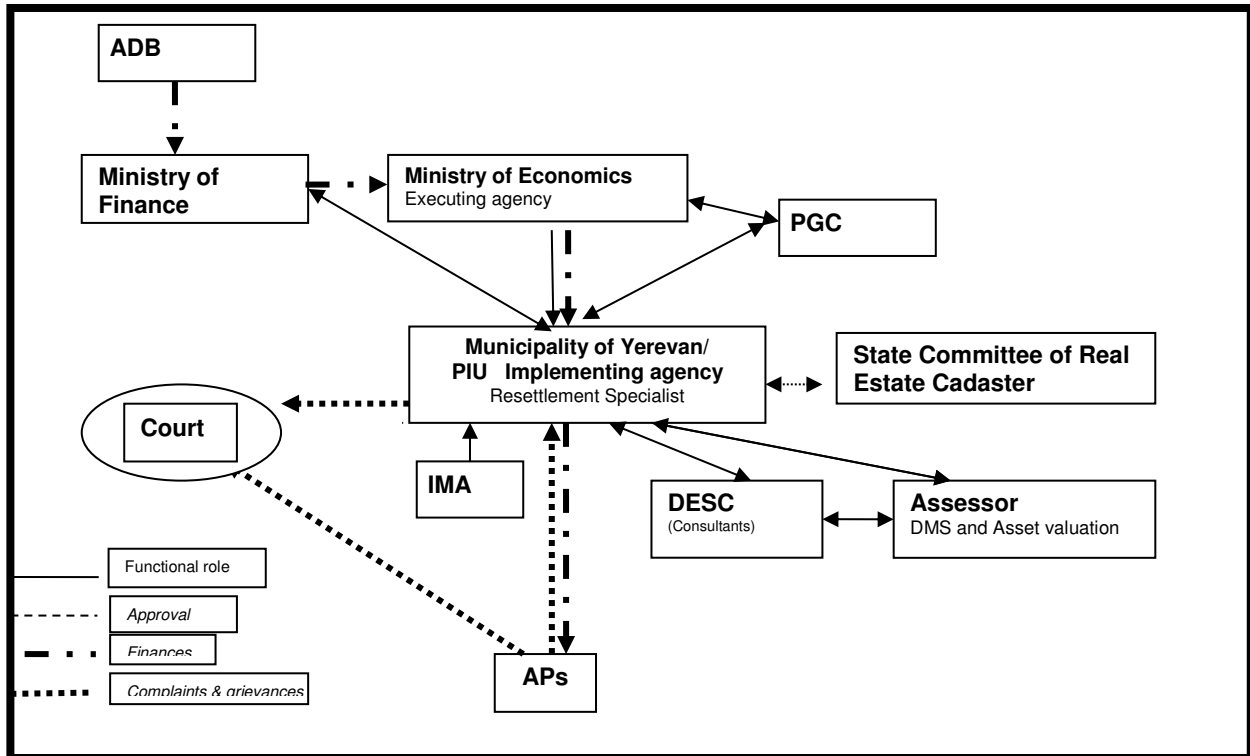 ADB
Ministry of
Finance
Ministry of Economics
Executing agency
PGC
Municipality of Yerevan/
PIU Implementing agency
Resettlement Specialist
State Committee of Real
Estate Cadaster
Court
IMA
DESC
(Consultants)
Assessor
DMS and Asset valuation
APs
Functional role
Approval
Finances
Complaints & grievances